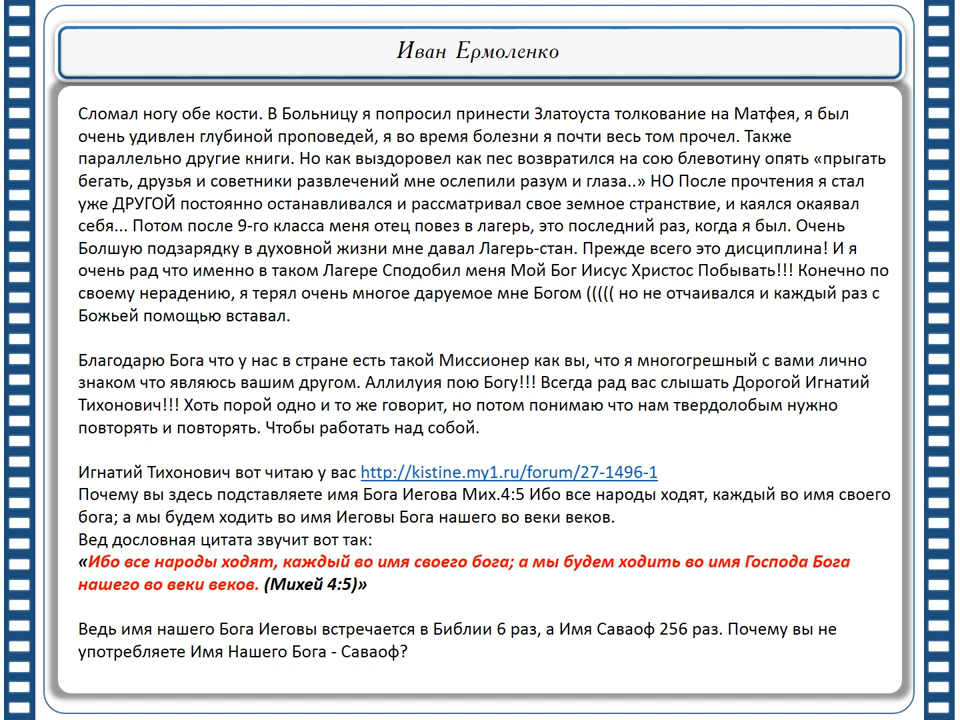 Иван Ермоленко
Сломал ногу обе кости. В Больницу я попросил принести Златоуста толкование на Матфея, я был
очень удивлен глубиной проповедей, я во время болезни я почти весь том прочел. Также
параллельно другие книги. Но как выздоровел как пес возвратился на сою блевотину опять «прыгать
бегать, друзья и советники развлечений мне ослепили разум и глаза..» НО После прочтения я стал
уже ДРУГОЙ постоянно останавливался и рассматривал свое земное странствие, и каялся окаявал
себя... Потом после 9-го класса меня отец повез в лагерь, это последний раз, когда я был. Очень
Болшую подзарядку в духовной жизни мне давал Лагерь-стан. Прежде всего это дисциплина! И я
очень рад что именно в таком Лагере Сподобил меня Мой Бог Иисус Христос Побывать!!! Конечно по
своему нерадению, я терял очень многое даруемое мне Богом ((((( но не отчаивался и каждый раз с
Божьей помощью вставал.
Благодарю Бога что у нас в стране есть такой Миссионер как вы, что я многогрешный с вами лично
знаком что являюсь вашим другом. Аллилуия пою Богу!!! Всегда рад вас слышать Дорогой Игнатий
Тихонович!!! Хоть порой одно и то же говорит, но потом понимаю что нам твердолобым нужно
повторять и повторять. Чтобы работать над собой.
Игнатий Тихонович вот читаю у вас http://kistine.my1.ru/forum/27-1496-1
Почему вы здесь подставляете имя Бога Иегова Мих.4:5 Ибо все народы ходят, каждый во имя своего
бога; а мы будем ходить во имя Иеговы Бога нашего во веки веков.
Вед дословная цитата звучит вот так:
«Ибо все народы ходят, каждый во имя своего бога; а мы будем ходить во имя Господа Бога
нашего во веки веков. (Михей 4:5)»
Ведь имя нашего Бога Иеговы встречается в Библии 6 раз, а Имя Саваоф 256 раз. Почему вы не
употребляете Имя Нашего Бога - Саваоф?